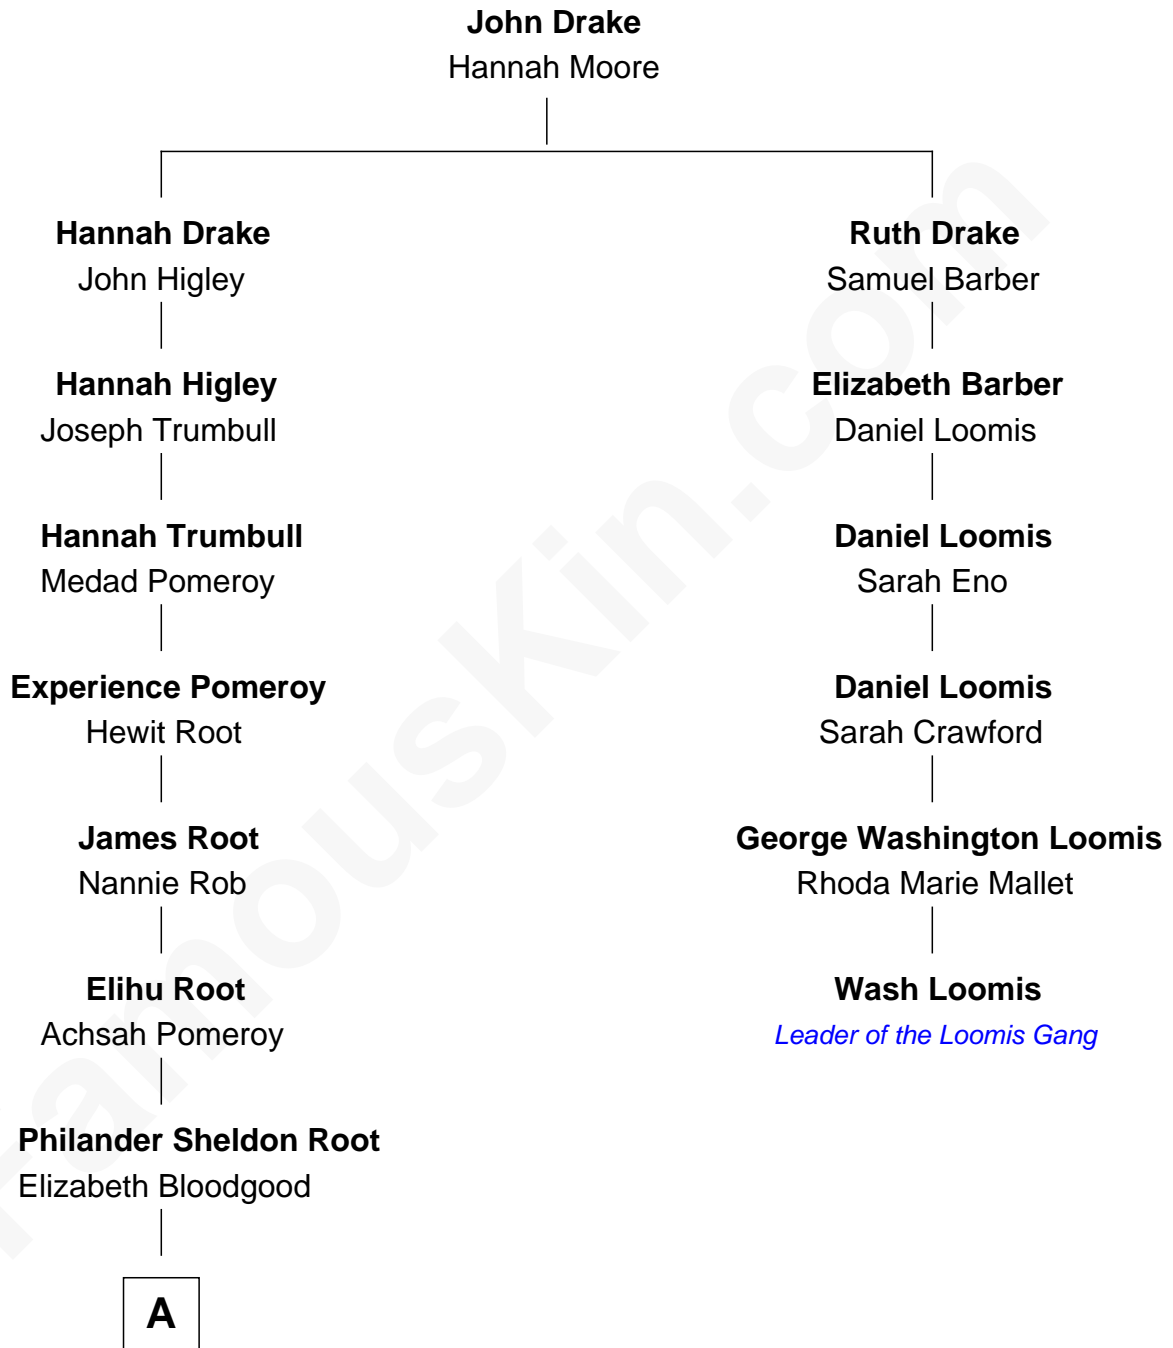 John Drake
Hannah Moore
Hannah Drake
John Higley
Ruth Drake
Samuel Barber
Hannah Higley
Joseph Trumbull
Elizabeth Barber
Daniel Loomis
Hannah Trumbull
Medad Pomeroy
Daniel Loomis
Sarah Eno
Experience Pomeroy
Hewit Root
Daniel Loomis
Sarah Crawford
James Root
Nannie Rob
George Washington Loomis
Rhoda Marie Mallet
Elihu Root
Achsah Pomeroy
Wash Loomis
Leader of the Loomis Gang
Philander Sheldon Root
Elizabeth Bloodgood
A
FamousKin.com